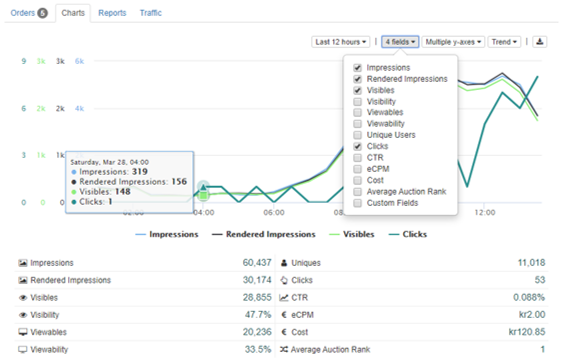 Orders 5 Charts Reports Traffic
Last 12 hours | 4 fields Multiple y-axes Trend |
9 3k 3k 6k
6 2k 2k 4k
3 1k 1k
0 0
Impressions
Rendered Impressions
Visibles
Visibility
Viewables
Viewability
Unique Users
Clicks
CTR
eCPM
Cost
Average Auction Rank
Custom Fields
Saturday, Mar 28, 04:00
Impressions: 319
Rendered Impressions: 156
Visibles: 148
Clicks: 1
04:00 06:00 12:00
Impressions Rendered Impressions Visibles Clicks
Impressions 60,437 Uniques 11,018
Rendered Impressions 30,174 Clicks 53
Visibles 28,855 CTR 0.088%
Visibility 47.7% € eCPM kr2.00
Viewables 20,236 € Cost kr120.85
Viewability 33.5% Average Auction Rank 1